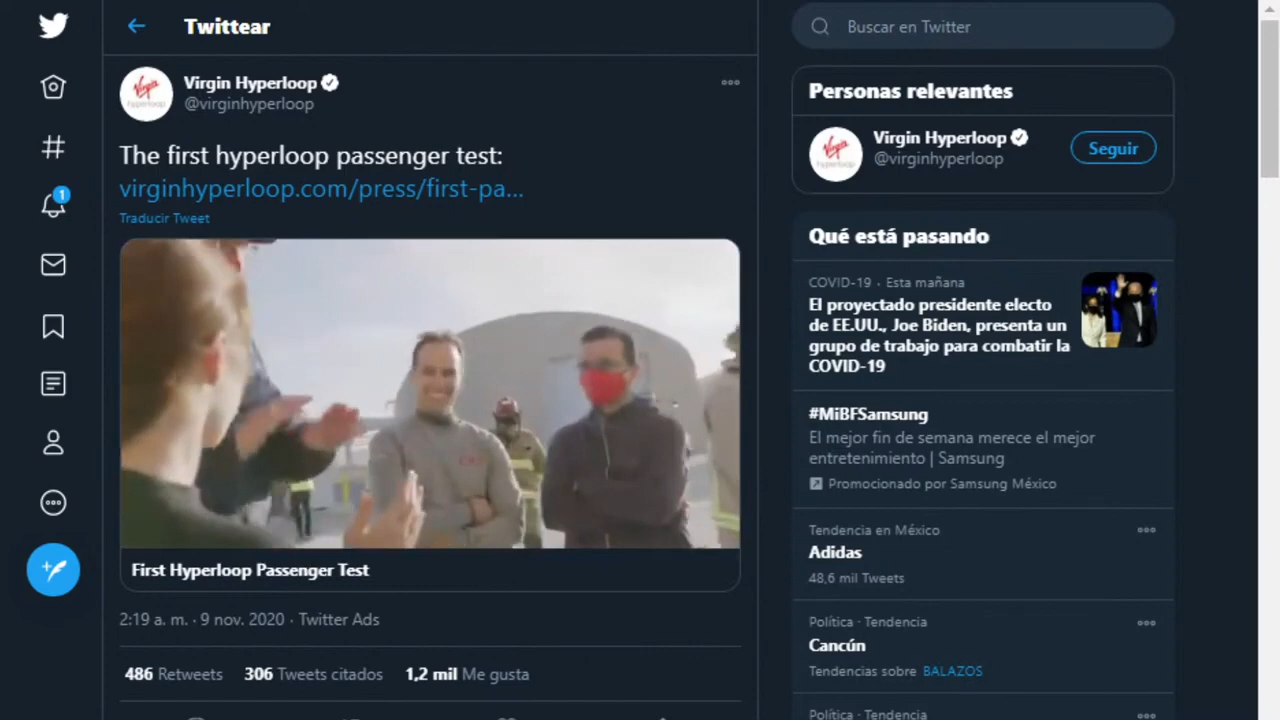 Twittear
Virgin Hyperloop
@virginhyperloop
The first hyperloop passenger test:
virginhyperloop.com/press/first-pa...
Traducir Tweet
First Hyperloop Passenger Test
2:19 a. m. · 9 nov. 2020 · Twitter Ads
486 Retweets 306 Tweets citados 1,2 mil Me gusta
1
Buscar en Twitter
Personas relevantes
Virgin Hyperloop
@virginhyperloop
Seguir
Qué está pasando
COVID-19 · Esta mañana
El proyectado presidente electo
de EE.UU., Joe Biden, presenta un
grupo de trabajo para combatir la
COVID-19
#MiBFSamsung
El mejor fin de semana merece el mejor
entretenimiento | Samsung
Promocionado por Samsung México
Tendencia en México
Adidas
48,6 mil Tweets
Política · Tendencia
Cancún
Tendencias sobre BALAZOS
Política · Tendencia